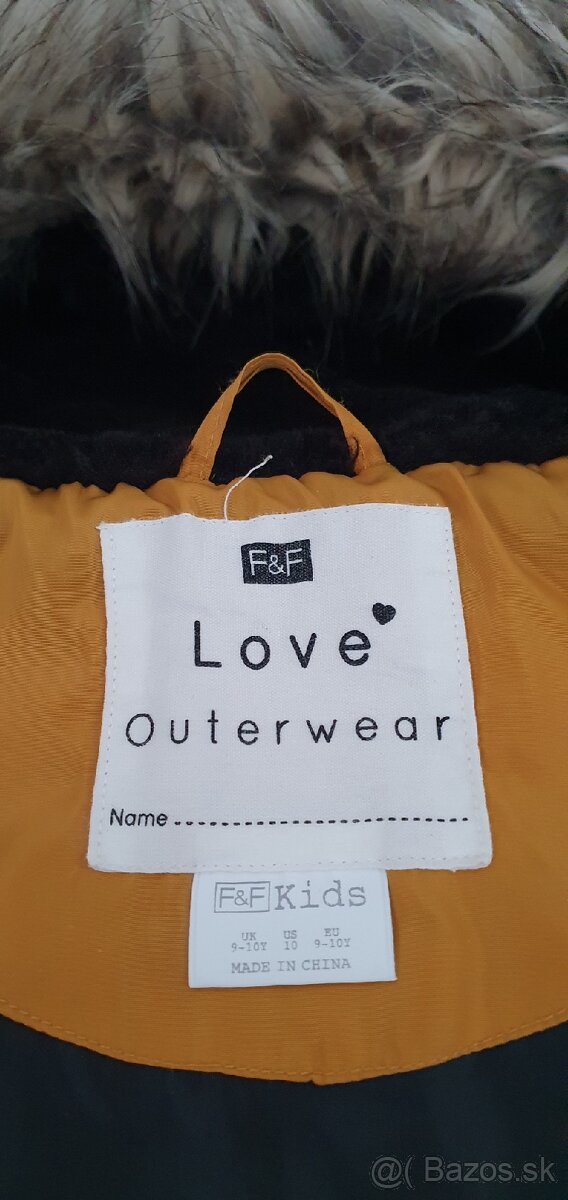 F&F
Love
Outerwear
Name
F&F Kids
UK US EU
9-10Y 10 9-10Y
MADE IN CHINA
@( Bazos.sk